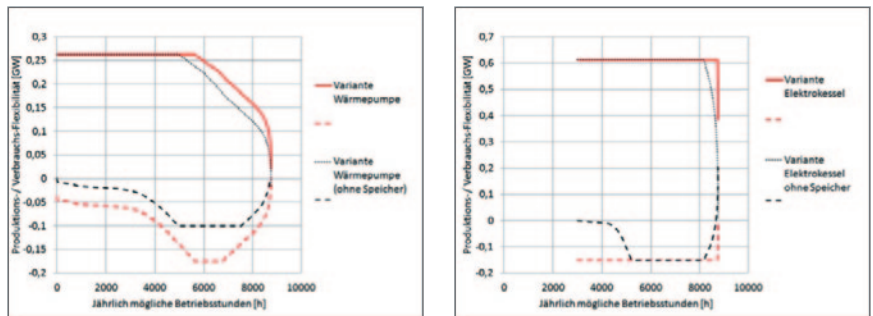 Produktions-/ Verbrauchs-Flexibilität [GW]
0,3
0,25
0,2
0,15
0,1
0,05
0
-0,05
-0,1
-0,15
-0,2
0
2000
4000
6000
8000
10000
Jährlich mögliche Betriebsstunden [h]
Variante
Wärmepumpe
Variante
Wärmepumpe
(ohne Speicher)
Produktions-/ Verbrauchs-Flexibilität [GW]
0,7
0,6
0,5
0,4
0,3
0,2
0,1
0
-0,1
-0,2
0
2000
4000
6000
8000
10000
Jährlich mögliche Betriebsstunden [h]
Variante
Elektrokessel
Variante
Elektrokessel
ohne Speicher